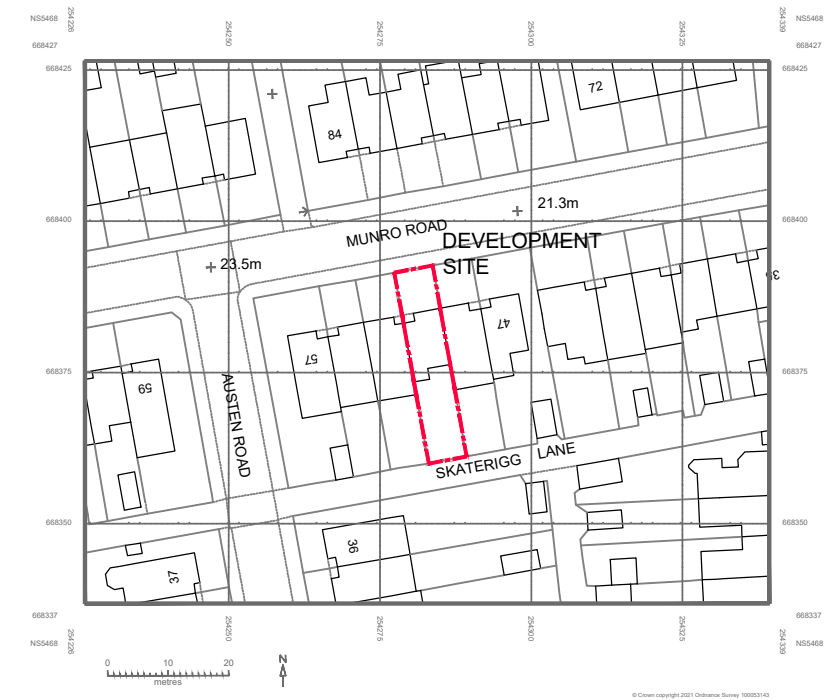 254226
254250
254275
254300
254325
254339
NS5468
NS5468
668427
668427
668425
668425
72
84
21.3m
668400
668400
MUNRO ROAD
DEVELOPMENT
SITE
23.5m
47
57
59
668375
668375
AUSTEN ROAD
SKATERIGG LANE
668350
668350
36
37
668337
668337
NS5468
NS5468
254226
254250
254275
254300
254325
254339
0 10 20
metres
N
© Crown copyright 2021 Ordnance Survey 100053143